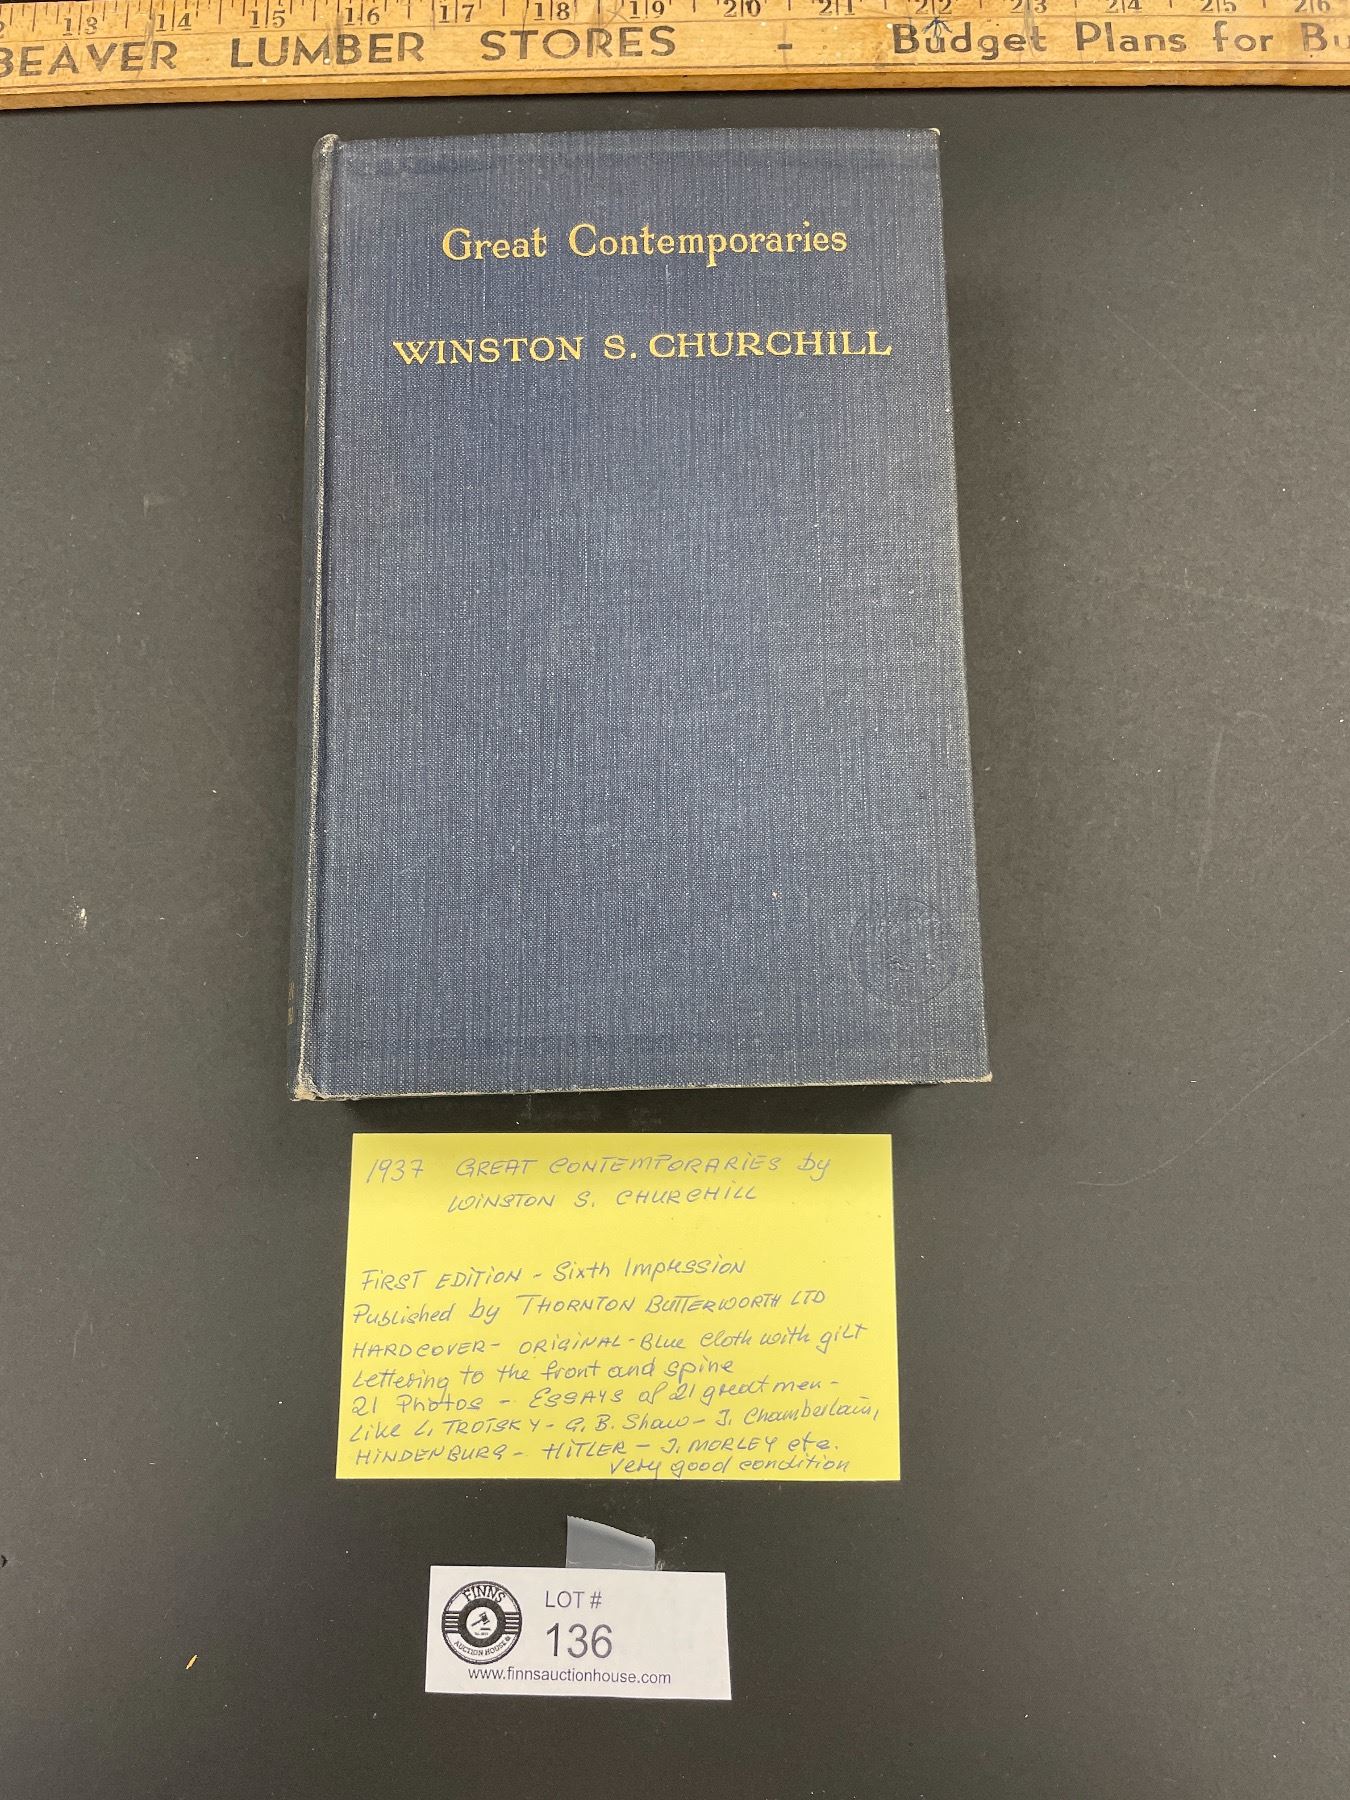 13 14 15 16 17 18 19 20 21 22 23 24 25 26
BEAVER LUMBER STORES - Budget Plans for Bu
Great Contemporaries
WINSTON S. CHURCHILL
1937 GREAT CONTEMPORARIES by
WINSTON S. CHURCHILL
FIRST EDITION - Sixth Impression
Published by THORNTON BUTTERWORTH LTD
HARDCOVER - ORIGINAL - Blue Cloth with gilt
Lettering to the front and spine
21 Photos - ESSAYS of 21 great men -
Like L. TROTSKY - G. B. Shaw - J. Chamberlain,
HINDENBURG - HITLER - J. MORLEY etc.
very good condition
FINNS
AUCTION HOUSE
LOT #
136
www.finnsauctionhouse.com